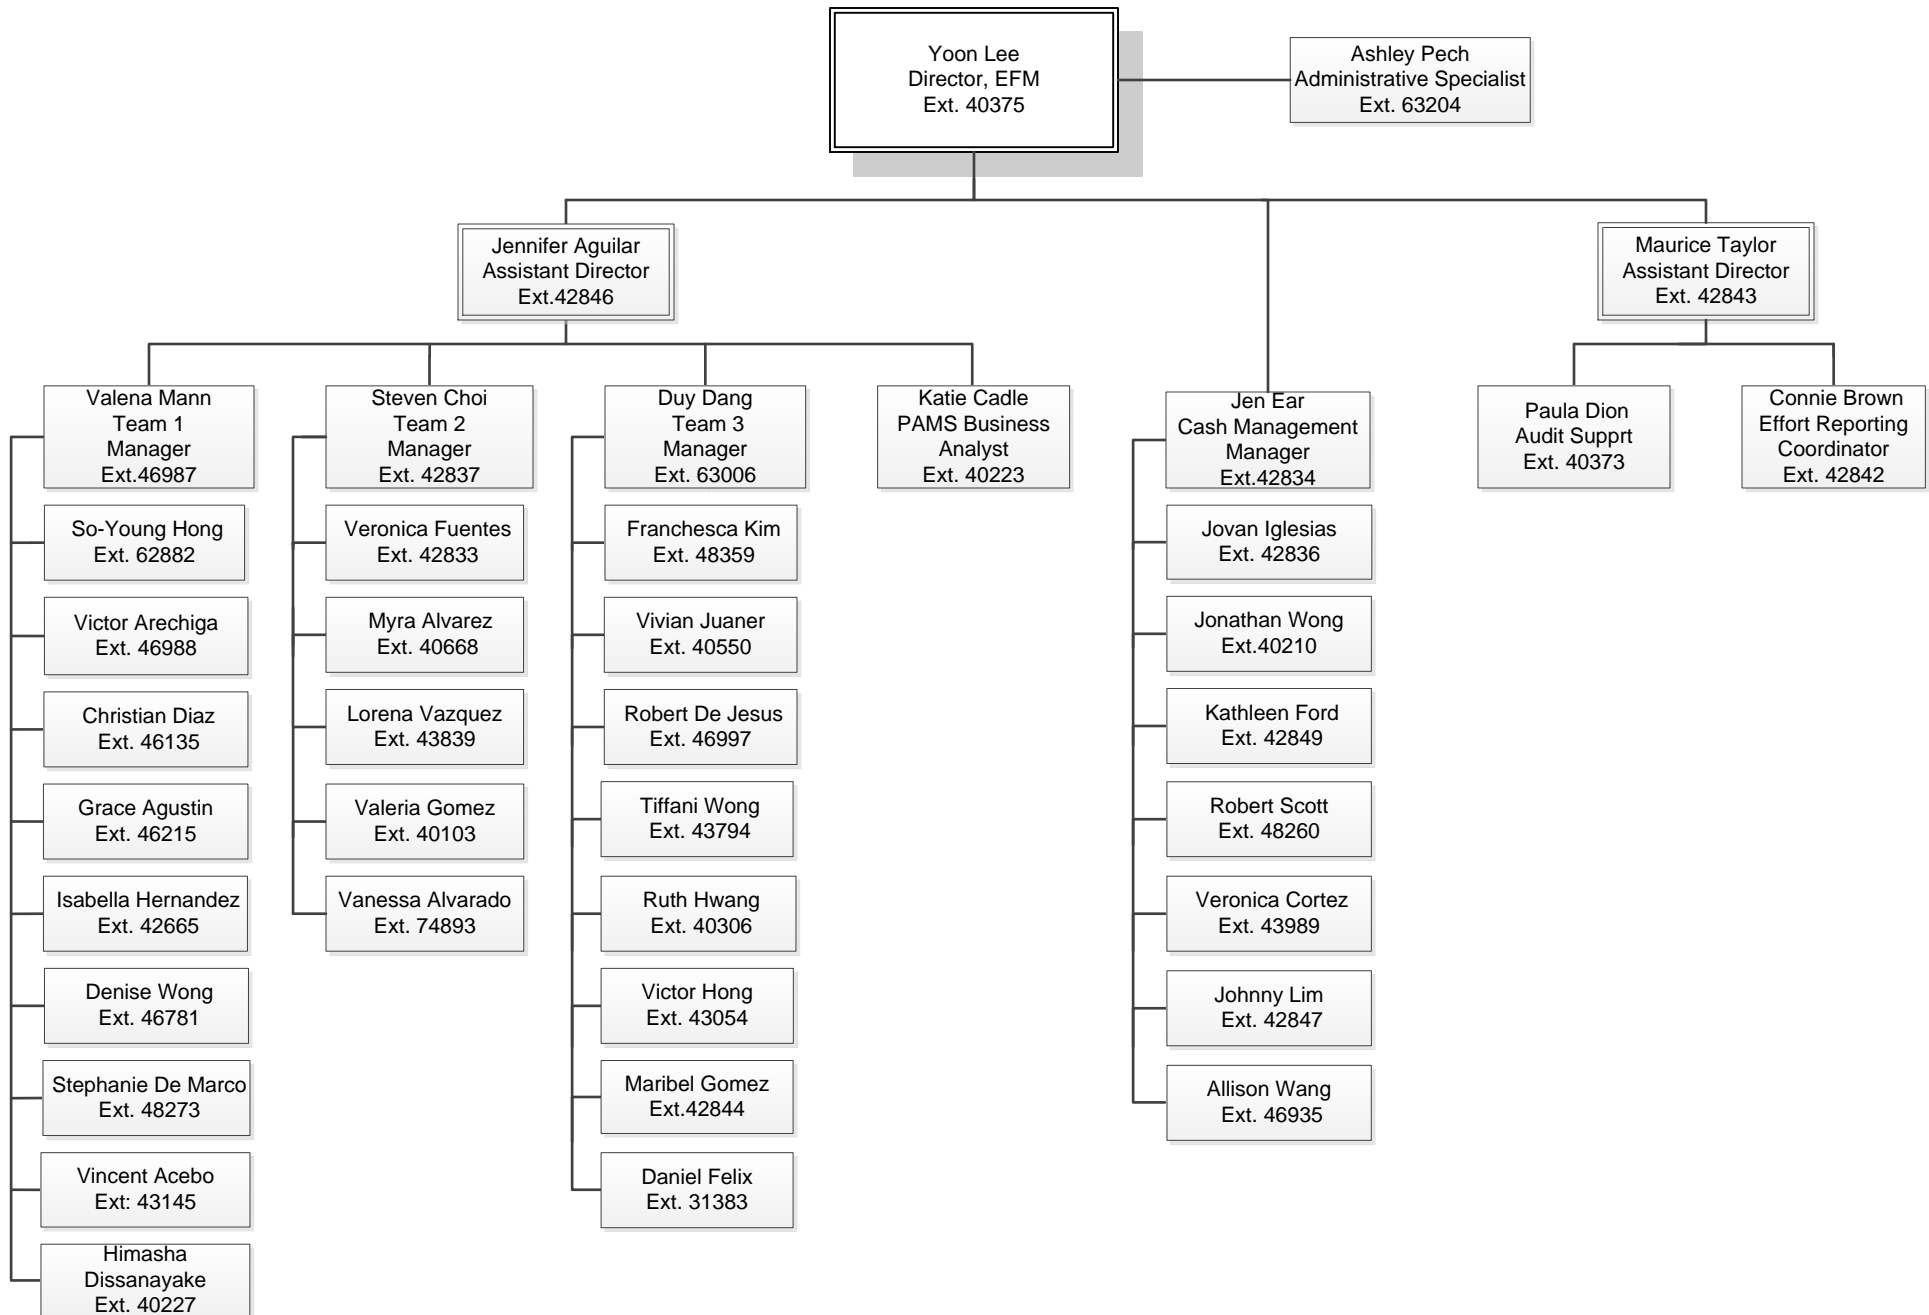 Yoon Lee
Director, EFM
Ext. 40375
Ashley Pech
Administrative Specialist
Ext. 63204
Jennifer Aguilar
Assistant Director
Ext.42846
Maurice Taylor
Assistant Director
Ext. 42843
Valena Mann
Team 1
Manager
Ext.46987
So-Young Hong
Ext. 62882
Victor Arechiga
Ext. 46988
Christian Diaz
Ext. 46135
Grace Agustin
Ext. 46215
Isabella Hernandez
Ext. 42665
Denise Wong
Ext. 46781
Stephanie De Marco
Ext. 48273
Vincent Acebo
Ext: 43145
Himasha
Dissanayake
Ext. 40227
Steven Choi
Team 2
Manager
Ext. 42837
Veronica Fuentes
Ext. 42833
Myra Alvarez
Ext. 40668
Lorena Vazquez
Ext. 43839
Valeria Gomez
Ext. 40103
Vanessa Alvarado
Ext. 74893
Duy Dang
Team 3
Manager
Ext. 63006
Franchesca Kim
Ext. 48359
Vivian Juaner
Ext. 40550
Robert De Jesus
Ext. 46997
Tiffani Wong
Ext. 43794
Ruth Hwang
Ext. 40306
Victor Hong
Ext. 43054
Maribel Gomez
Ext.42844
Daniel Felix
Ext. 31383
Katie Cadle
PAMS Business
Analyst
Ext. 40223
Jen Ear
Cash Management
Manager
Ext.42834
Jovan Iglesias
Ext. 42836
Jonathan Wong
Ext.40210
Kathleen Ford
Ext. 42849
Robert Scott
Ext. 48260
Veronica Cortez
Ext. 43989
Johnny Lim
Ext. 42847
Allison Wang
Ext. 46935
Paula Dion
Audit Supprt
Ext. 40373
Connie Brown
Effort Reporting
Coordinator
Ext. 42842